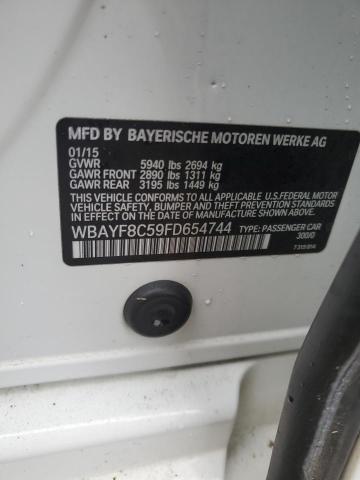 MFD BY BAYERISCHE MOTOREN WERKE AG
01/15
GVWR 5940 lbs 2694 kg
GAWR FRONT 2890 lbs 1311 kg
GAWR REAR 3195 lbs 1449 kg
THIS VEHICLE CONFORMS TO ALL APPLICABLE U.S.FEDERAL MOTOR
VEHICLE SAFETY, BUMPER AND THEFT PREVENTION STANDARDS
IN EFFECT ON THE DATE OF MANUFACTURE SHOWN ABOVE.
WBAYF8C59FD654744 TYPE: PASSENGER CAR
300/0